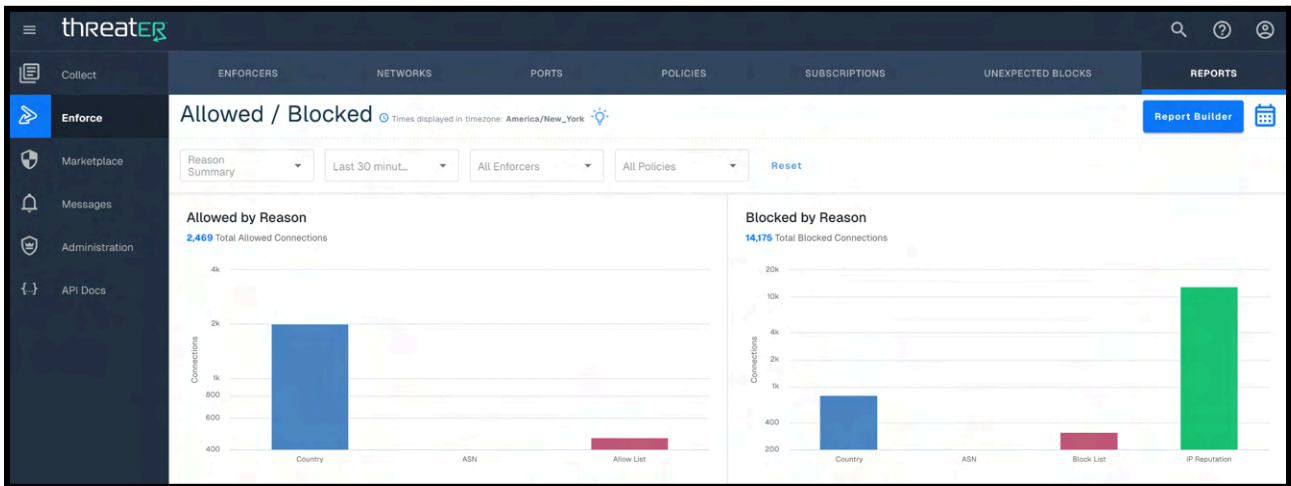 threatER
Collect
Enforce
Marketplace
Messages
Administration
API Docs
ENFORCERS NETWORKS PORTS POLICIES SUBSCRIPTIONS UNEXPECTED BLOCKS REPORTS
Allowed / Blocked Times displayed in timezone: America/New_York
Report Builder
Reason Summary Last 30 minut... All Enforcers All Policies Reset
Allowed by Reason
2,469 Total Allowed Connections
4k
2k
1k
800
600
400
Connections
Country ASN Allow List
Blocked by Reason
14,175 Total Blocked Connections
20k
10k
4k
2k
1k
400
200
Connections
Country ASN Block List IP Reputation